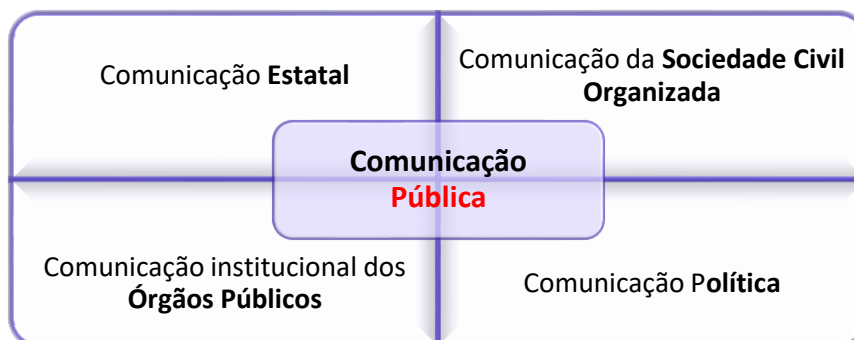 Comunicação Estatal
Comunicação da Sociedade Civil
Organizada
Comunicação
Pública
Comunicação institucional dos
Órgãos Públicos
Comunicação Política